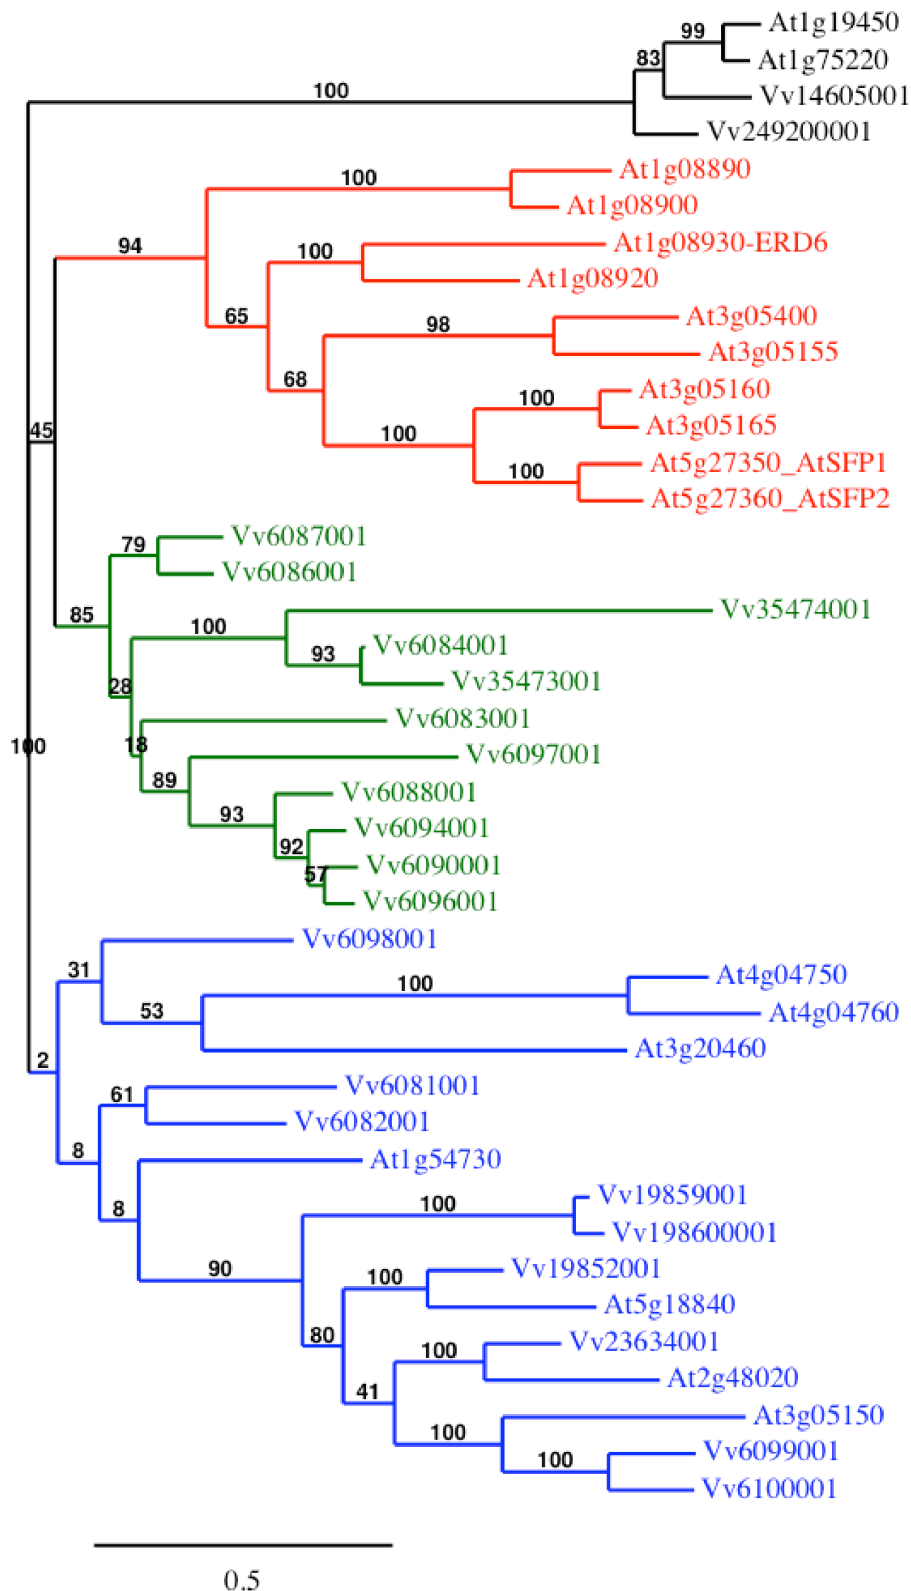 At1g19450
99
83
At1g75220
100
Vv14605001
Vv249200001
At1g08890
100
At1g08900
94
100
At1g08930-ERD6
At1g08920
65
98
At3g05400
At3g05155
68
100
At3g05160
45
100
At3g05165
100
At5g27350_AtSFP1
At5g27360_AtSFP2
79
Vv6087001
Vv6086001
85
100
Vv35474001
93
Vv6084001
28
Vv35473001
Vv6083001
100
18
Vv6097001
89
Vv6088001
93
Vv6094001
92
57
Vv6090001
Vv6096001
Vv6098001
31
100
At4g04750
53
At4g04760
2
At3g20460
61
Vv6081001
Vv6082001
8
At1g54730
8
100
Vv19859001
Vv198600001
90
100
Vv19852001
At5g18840
80
100
Vv23634001
41
At2g48020
100
At3g05150
100
Vv6099001
Vv6100001
0.5